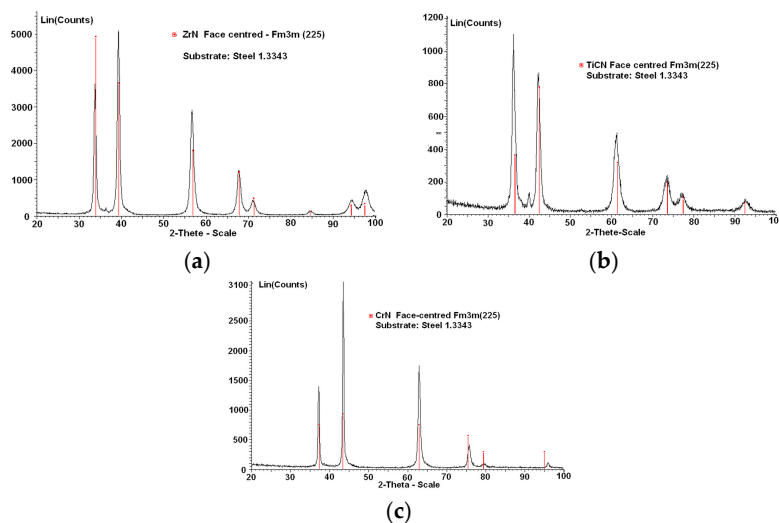 Lin(Counts)
ZrN Face centred - Fm3m (225)
Substrate: Steel 1.3343
5000
4000
3000
2000
1000
0
20 30 40 50 60 70 80 90 100
2-Thete - Scale
(a)
1200
Lin(Counts)
TiCN Face centred Fm3m(225)
Substrate: Steel 1.3343
1000
800
600
400
200
0
20 30 40 50 60 70 80 90 100
2-Theta-Scale
(b)
3100
Lin(Counts)
CrN Face-centred Fm3m(225)
Substrate: Steel 1.3343
2500
2000
1500
1000
500
0
20 30 40 50 60 70 80 90 100
2-Theta - Scale
(c)